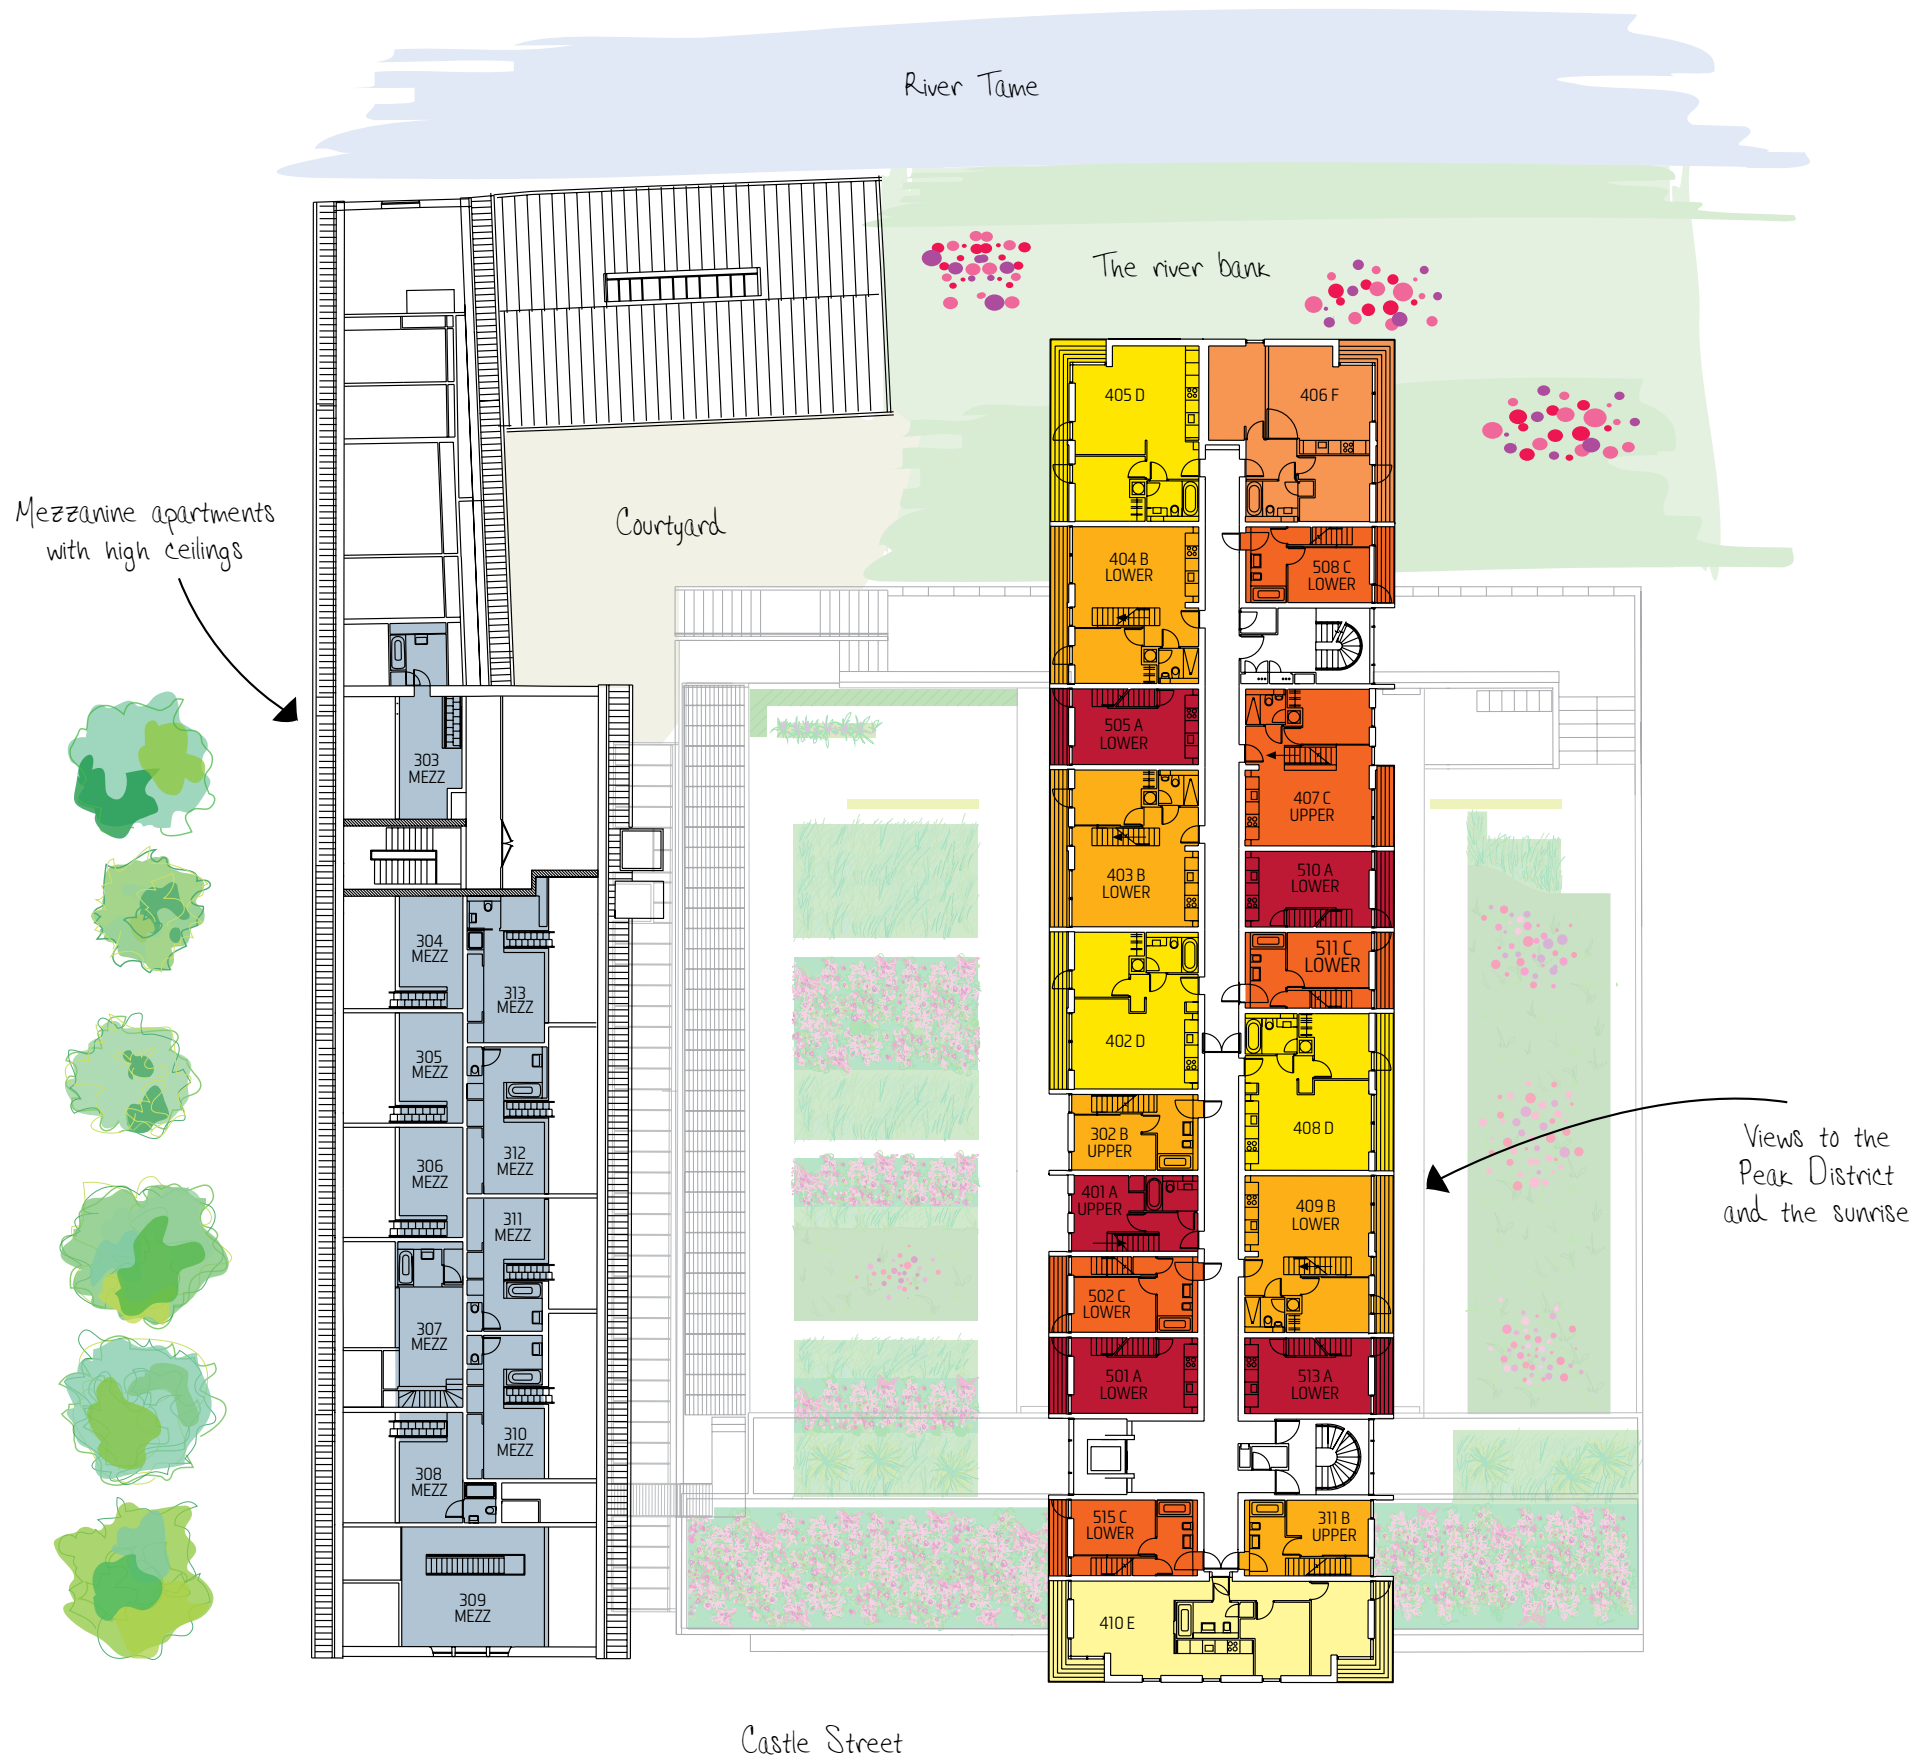 River Tame
The river bank
405 D
406 F
Mezzanine apartments
with high ceilings
Courtyard
404 B
LOWER
508 C
LOWER
505 A
LOWER
303
MEZZ
407 C
UPPER
403 B
LOWER
510 A
LOWER
304
MEZZ
511 C
LOWER
313
MEZZ
402 D
305
MEZZ
302 B
UPPER
408 D
Views to the
Peak District
and the sunrise
312
MEZZ
306
MEZZ
401 A
UPPER
409 B
LOWER
311
MEZZ
502 C
LOWER
307
MEZZ
501 A
LOWER
513 A
LOWER
310
MEZZ
308
MEZZ
515 C
LOWER
311 B
UPPER
309
MEZZ
410 E
Castle Street